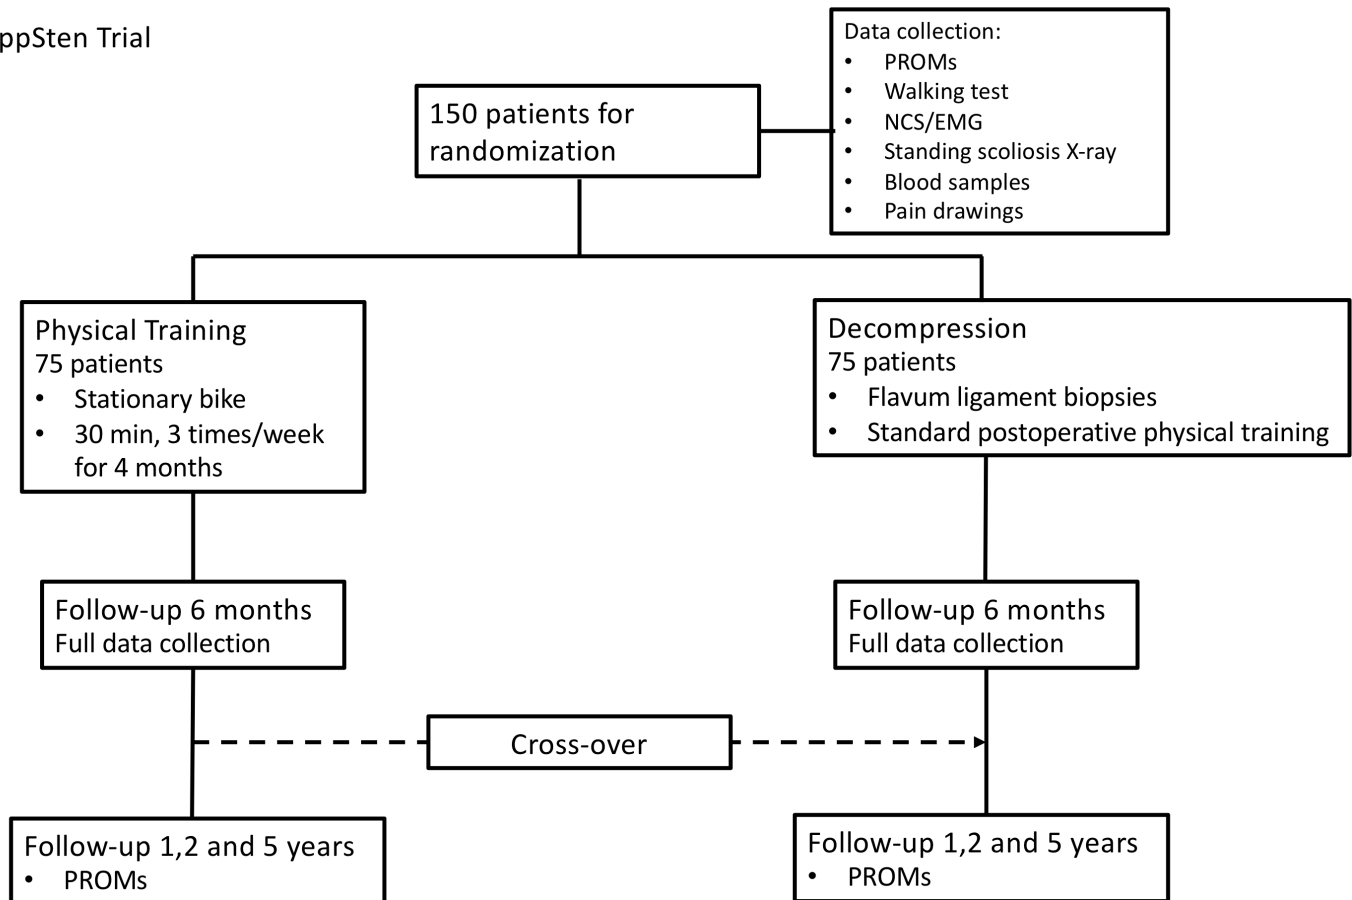 ppSten Trial
150 patients for
randomization
Data collection:
• PROMs
• Walking test
• NCS/EMG
• Standing scoliosis X-ray
• Blood samples
• Pain drawings
Physical Training
75 patients
• Stationary bike
• 30 min, 3 times/week
for 4 months
Decompression
75 patients
• Flavum ligament biopsies
• Standard postoperative physical training
Follow-up 6 months
Full data collection
Follow-up 6 months
Full data collection
Cross-over
Follow-up 1,2 and 5 years
• PROMs
Follow-up 1,2 and 5 years
• PROMs